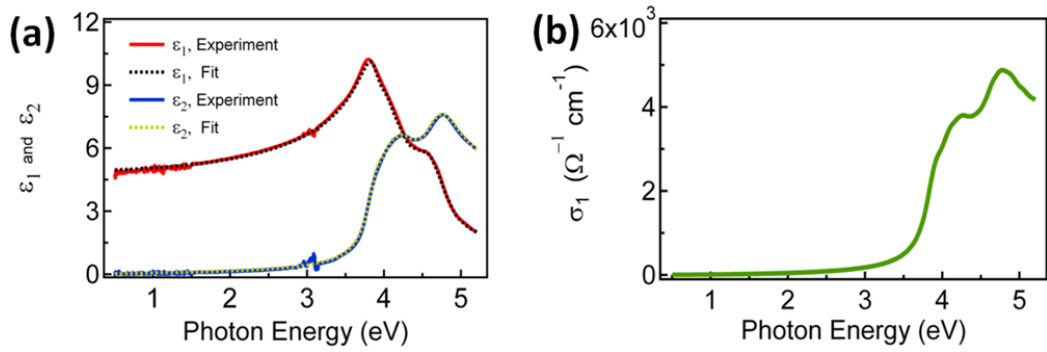 (a)
12
9
6
3
0
ε₁ and ε₂
ε₁, Experiment
ε₁, Fit
ε₂, Experiment
ε₂, Fit
1 2 3 4 5
Photon Energy (eV)
(b)
6x10³
4
2
0
σ₁ (Ω⁻¹ cm⁻¹)
1 2 3 4 5
Photon Energy (eV)